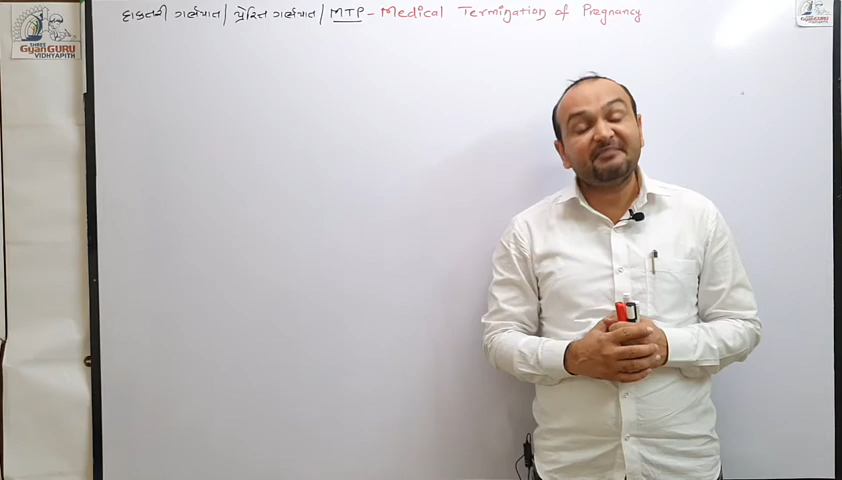 દાક્તરી ગર્ભપાત / પ્રેરિત ગર્ભપાત / MTP - Medical Termination of Pregnancy
SHREE
GyanGURU
VIDHYAPITH